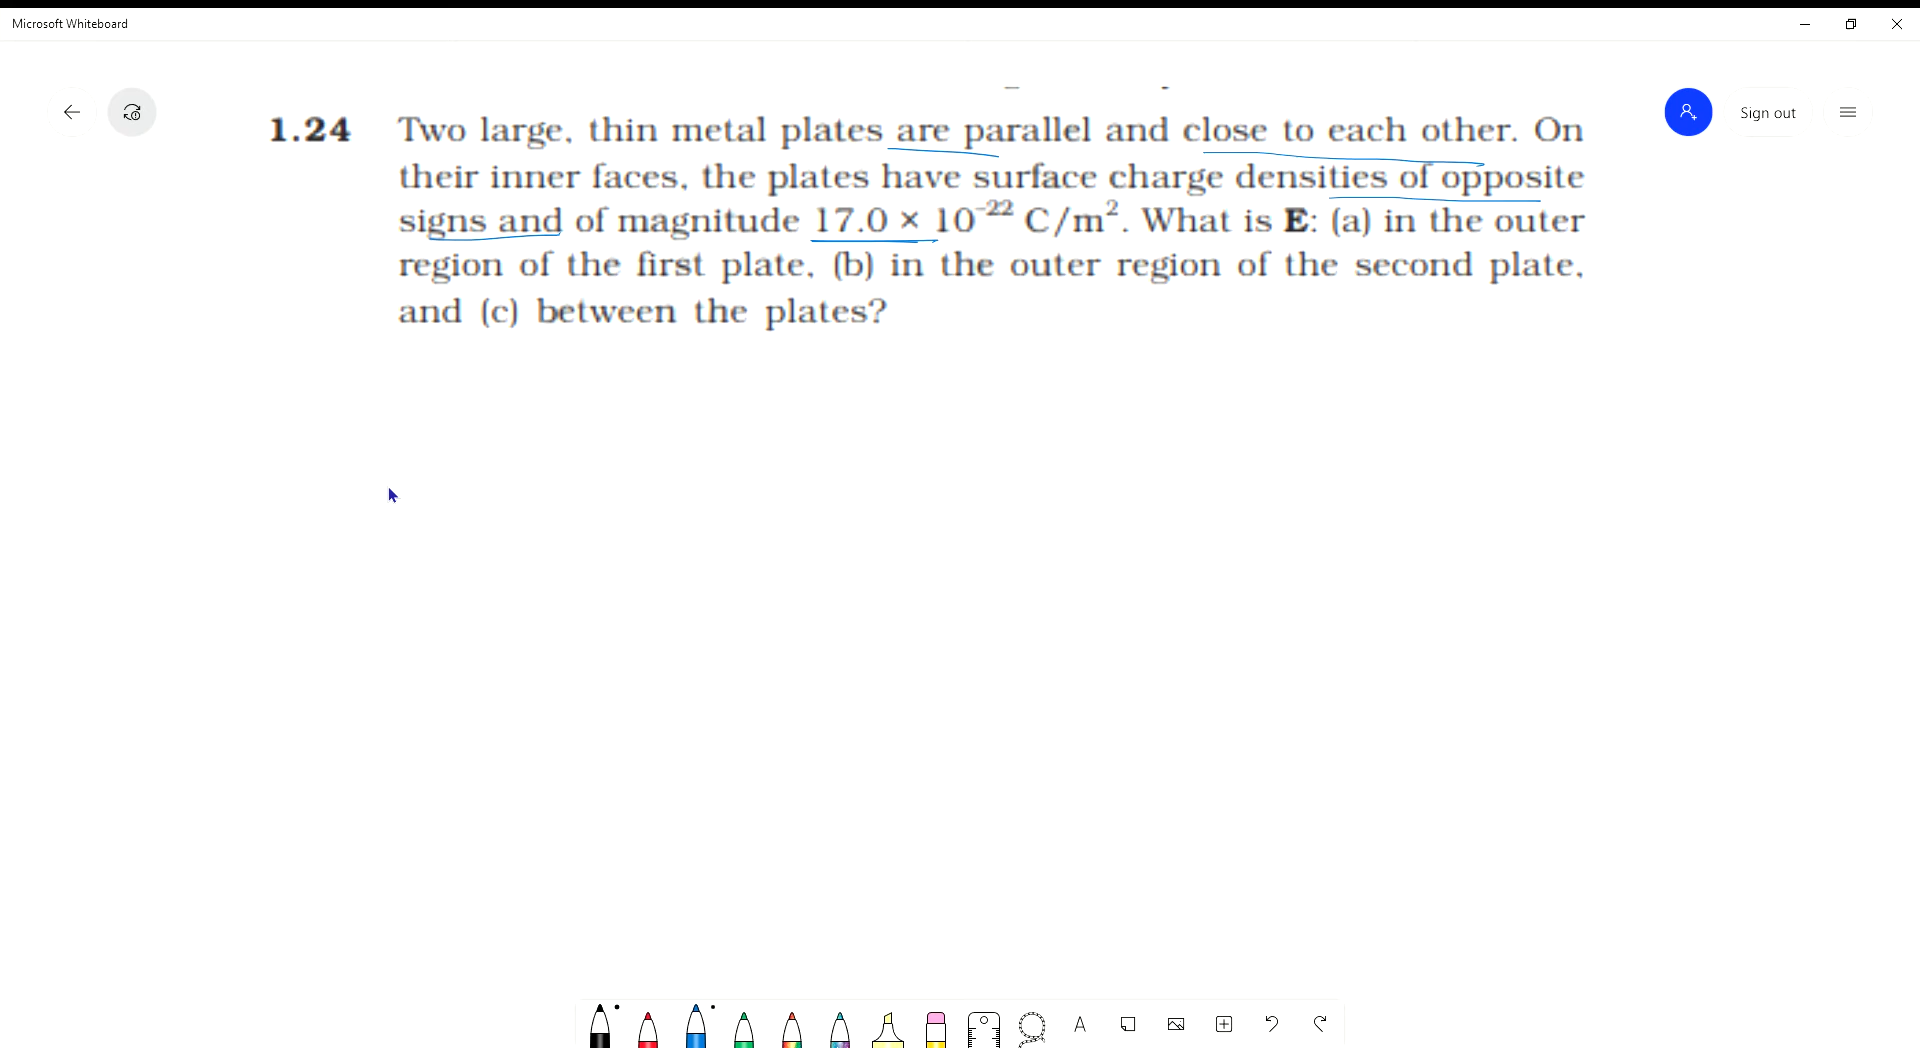 Microsoft Whiteboard
Sign out
1.24 Two large, thin metal plates are parallel and close to each other. On
their inner faces, the plates have surface charge densities of opposite
signs and of magnitude 17.0 × 10⁻²² C/m². What is E: (a) in the outer
region of the first plate, (b) in the outer region of the second plate,
and (c) between the plates?
A